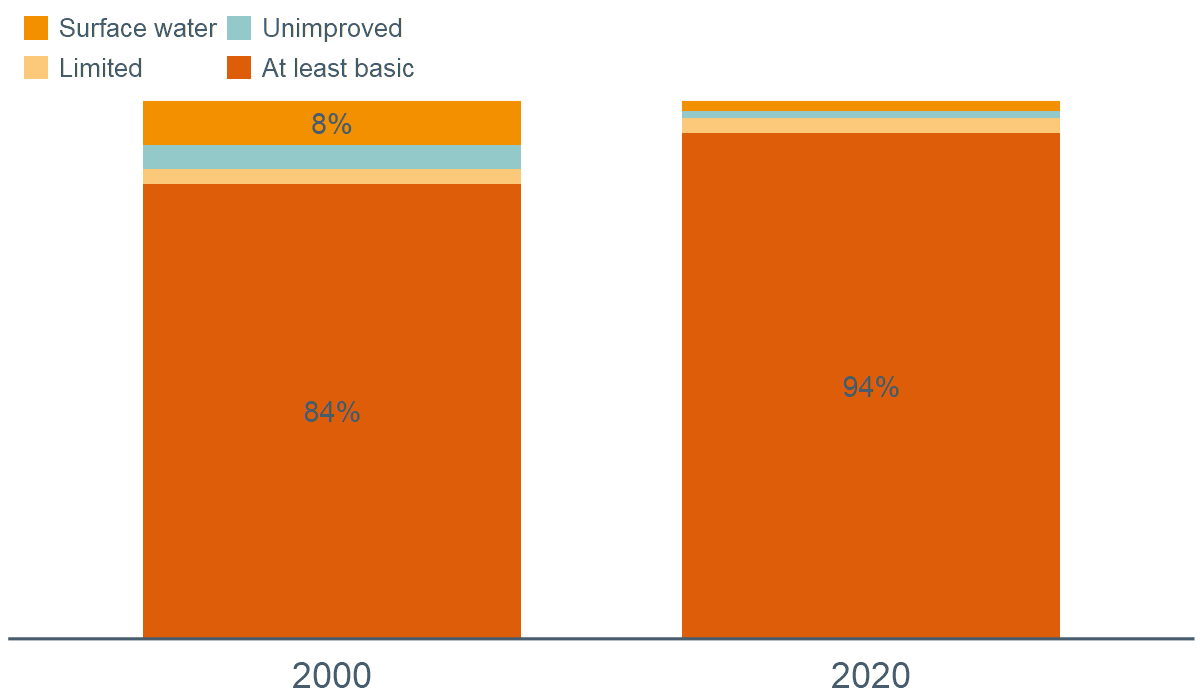 Surface water Unimproved
Limited At least basic
8%
84%
94%
2000 2020